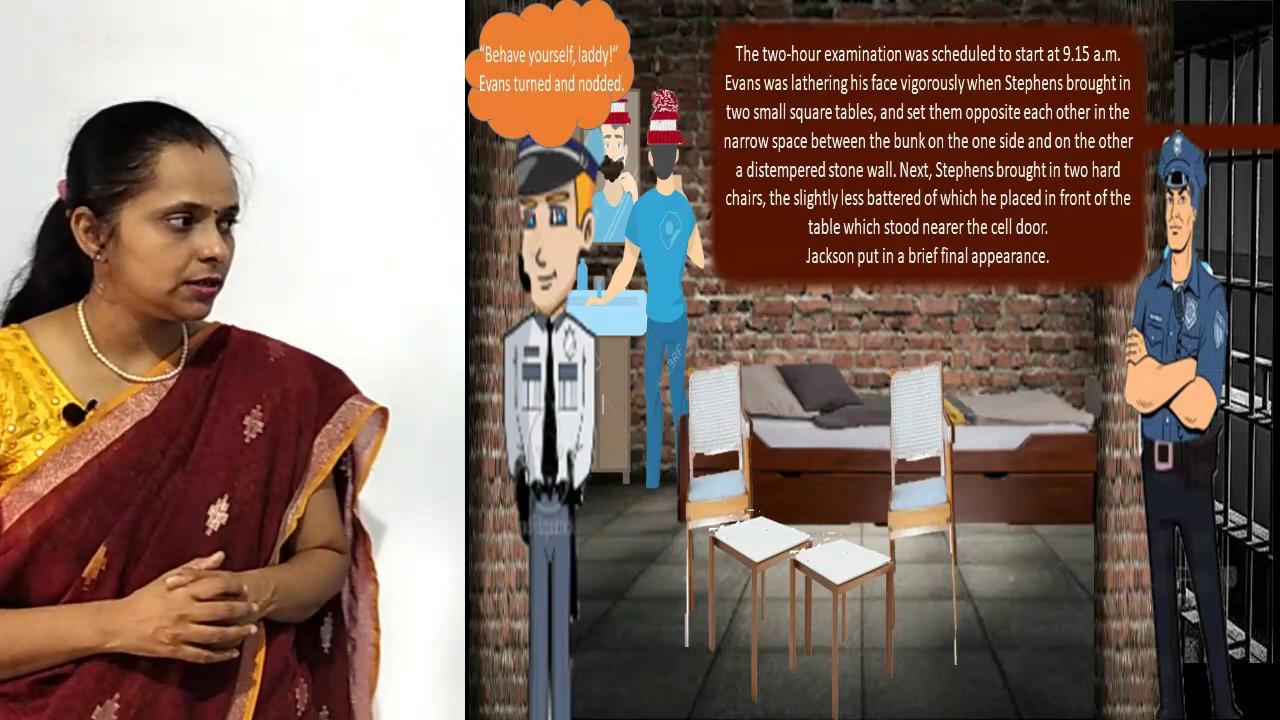 “Behave yourself, laddy!”
Evans turned and nodded.
The two-hour examination was scheduled to start at 9.15 a.m.
Evans was lathering his face vigorously when Stephens brought in
two small square tables, and set them opposite each other in the
narrow space between the bunk on the one side and on the other
a distempered stone wall. Next, Stephens brought in two hard
chairs, the slightly less battered of which he placed in front of the
table which stood nearer the cell door.
Jackson put in a brief final appearance.